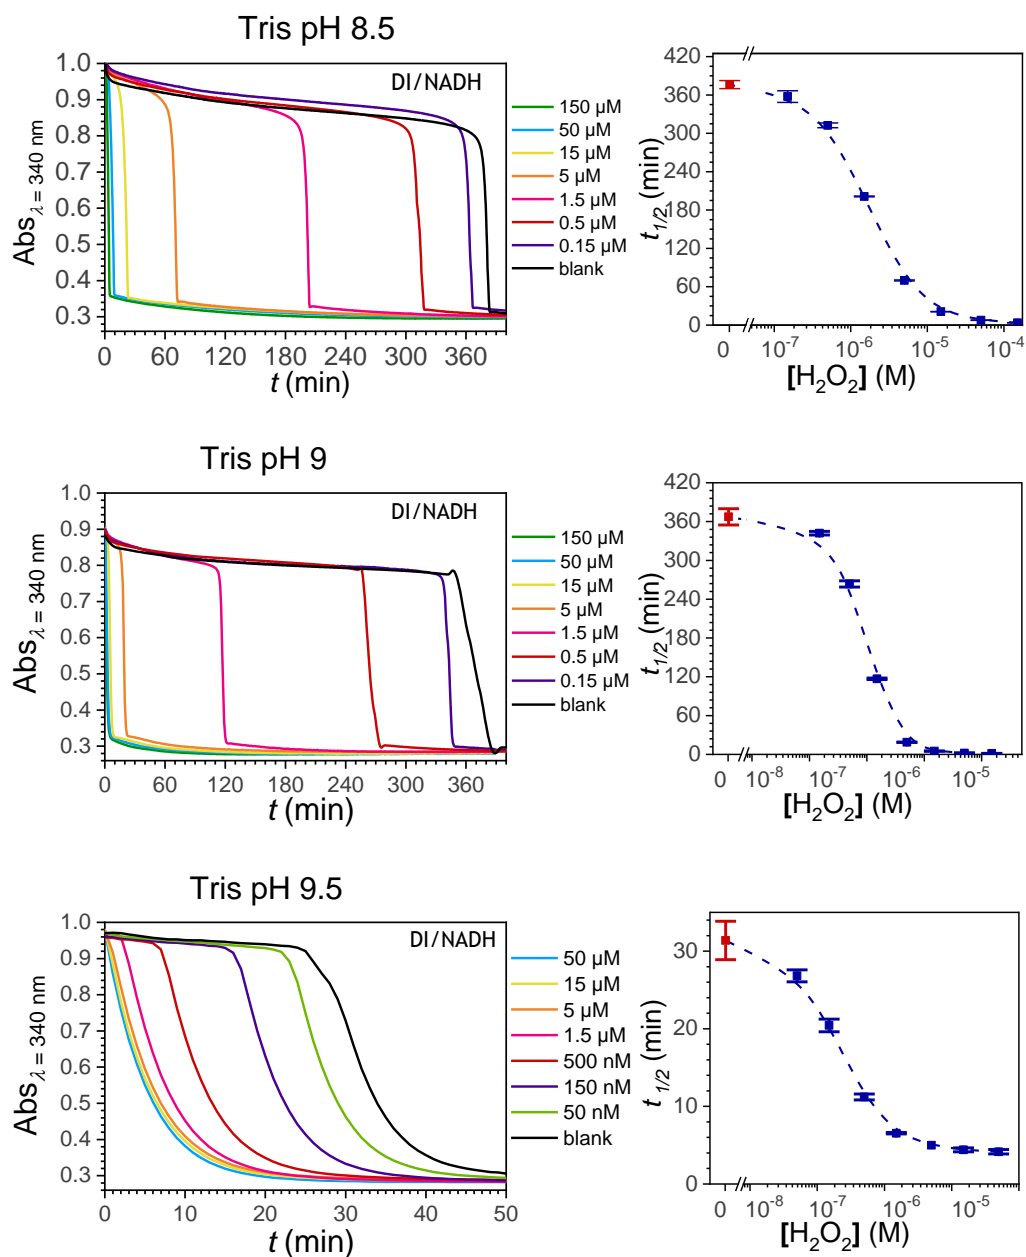 Tris pH 8.5
DI/NADH
Abs λ = 340 nm
1.0
0.9
0.8
0.7
0.6
0.5
0.4
0.3
0 60 120 180 240 300 360
t (min)
150 µM
50 µM
15 µM
5 µM
1.5 µM
0.5 µM
0.15 µM
blank
t1/2 (min)
420
360
300
240
180
120
60
0
0 10⁻⁷ 10⁻⁶ 10⁻⁵ 10⁻⁴
[H₂O₂] (M)
Tris pH 9
DI/NADH
Abs λ = 340 nm
1.0
0.9
0.8
0.7
0.6
0.5
0.4
0.3
0 60 120 180 240 300 360
t (min)
150 µM
50 µM
15 µM
5 µM
1.5 µM
0.5 µM
0.15 µM
blank
t1/2 (min)
420
360
300
240
180
120
60
0
0 10⁻⁸ 10⁻⁷ 10⁻⁶ 10⁻⁵
[H₂O₂] (M)
Tris pH 9.5
DI/NADH
Abs λ = 340 nm
1.0
0.9
0.8
0.7
0.6
0.5
0.4
0.3
0 10 20 30 40 50
t (min)
50 µM
15 µM
5 µM
1.5 µM
500 nM
150 nM
50 nM
blank
t 1/2 (min)
30
20
10
0
0 10⁻⁸ 10⁻⁷ 10⁻⁶ 10⁻⁵
[H₂O₂] (M)